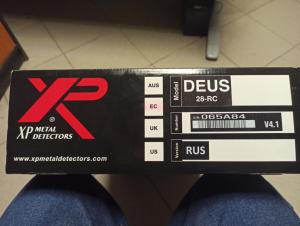 XP
®
XP METAL
DETECTORS
www.xpmetaldetectors.com
AUS
EC
UK
US
Model
DEUS
28-RC
Number
065A84
V4.1
Version
RUS